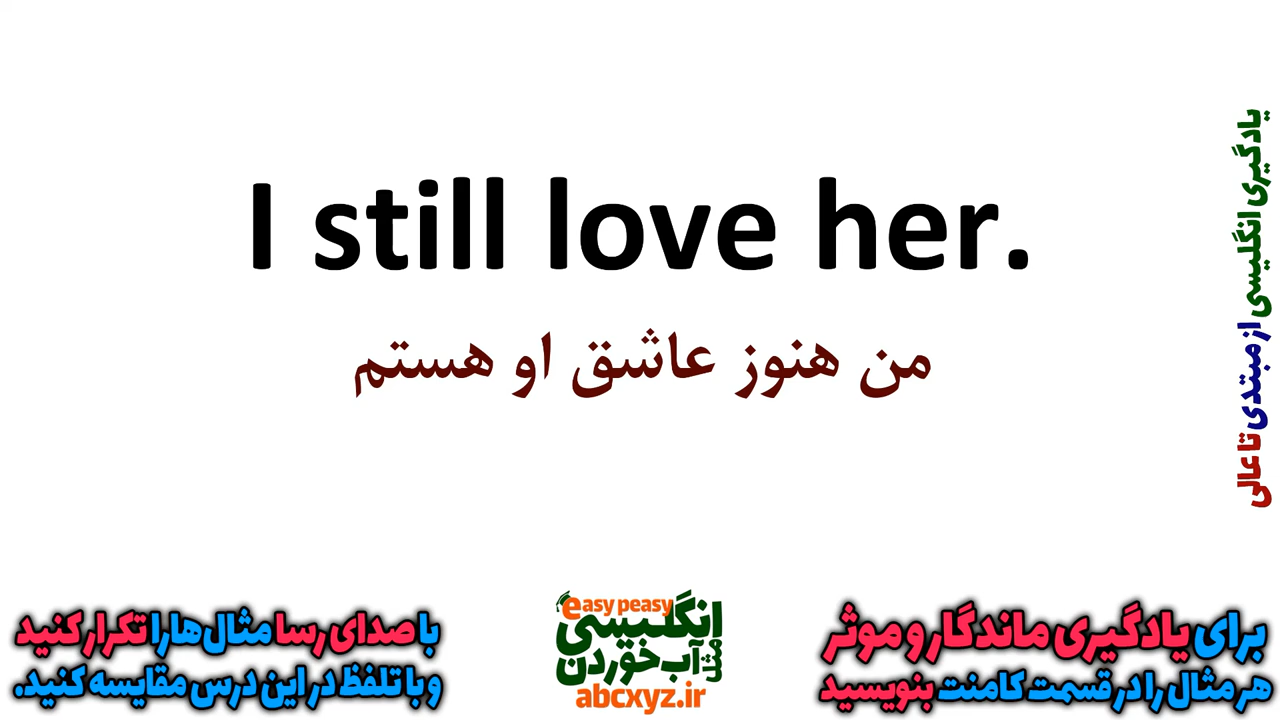 I still love her.
من هنوز عاشق او هستم
یادگیری انگلیسی از مبتدی تا عالی
با صدای رسا مثال‌ها را تکرار کنید
و با تلفظ در این درس مقایسه کنید.
easy peasy
انگلیسی
مثل آب خوردن
abcxyz.ir
برای یادگیری ماندگار و موثر
هر مثال را در قسمت کامنت بنویسید